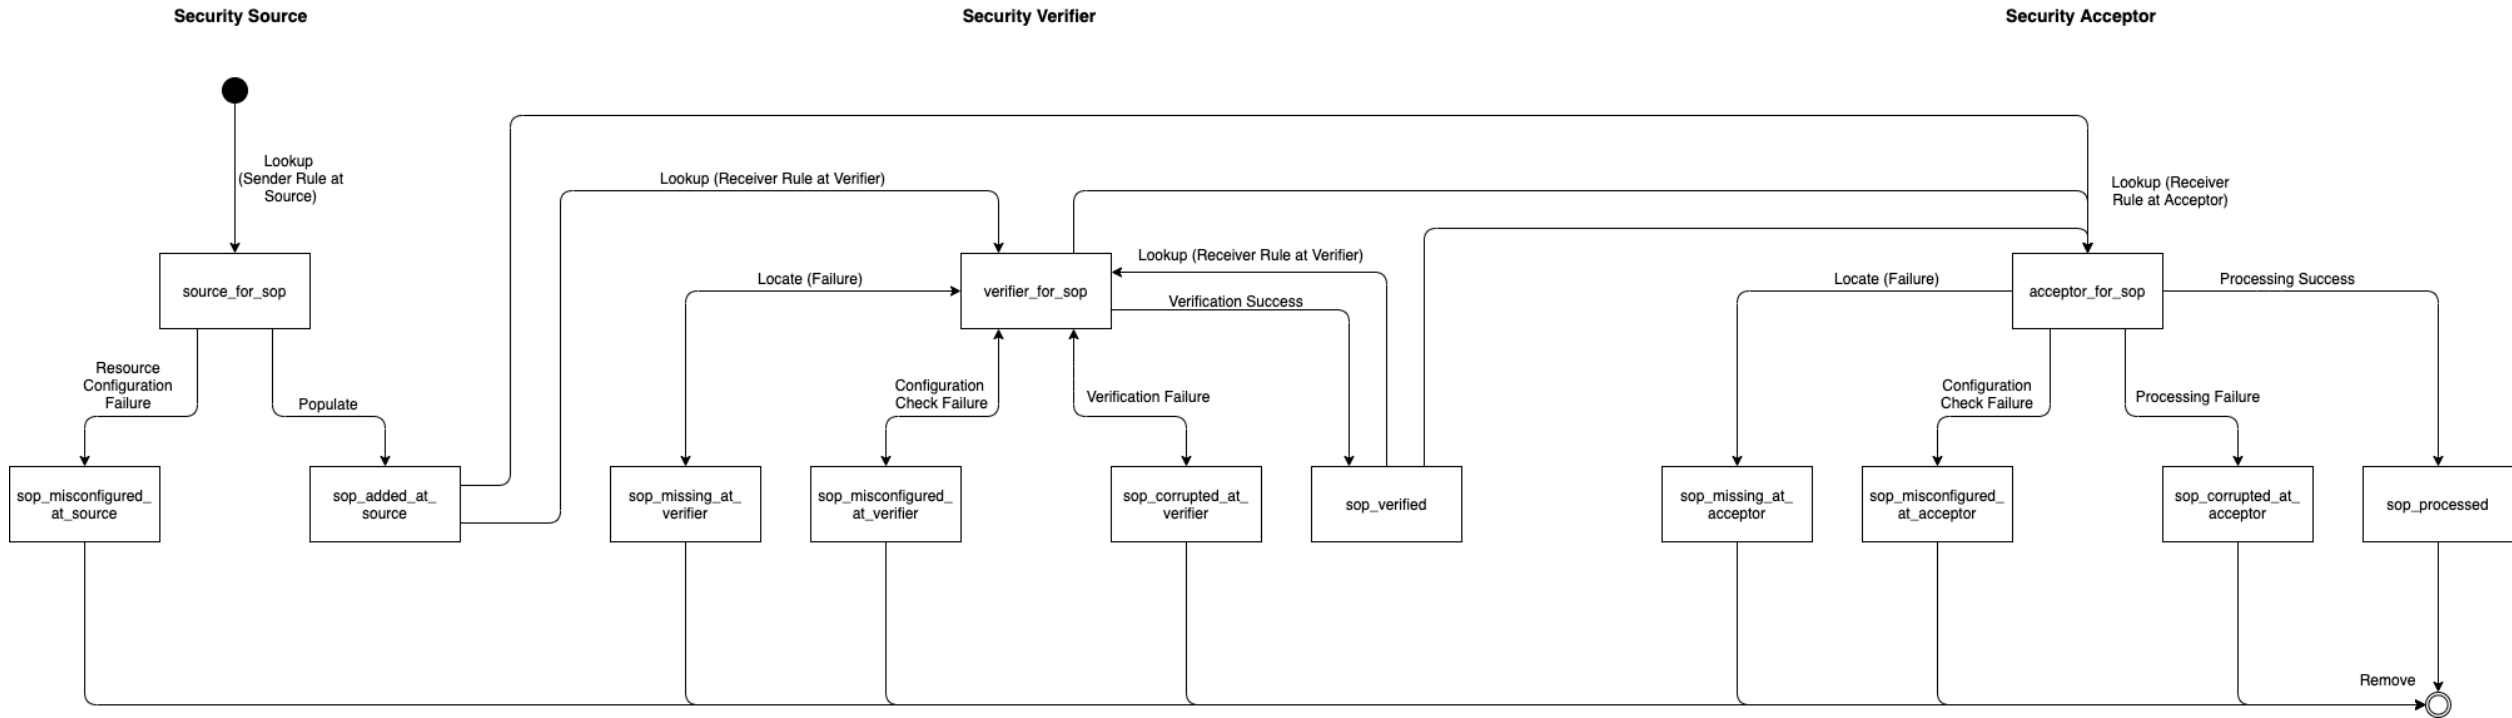 Security Source
Security Verifier
Security Acceptor
Lookup
(Sender Rule at
Source)
Lookup (Receiver Rule at Verifier)
Lookup (Receiver
Rule at Acceptor)
source_for_sop
Locate (Failure)
verifier_for_sop
Lookup (Receiver Rule at Verifier)
Verification Success
Locate (Failure)
acceptor_for_sop
Processing Success
Resource
Configuration
Failure
Populate
Configuration
Check Failure
Verification Failure
Configuration
Check Failure
Processing Failure
sop_misconfigured_
at_source
sop_added_at_
source
sop_missing_at_
verifier
sop_misconfigured_
at_verifier
sop_corrupted_at_
verifier
sop_verified
sop_missing_at_
acceptor
sop_misconfigured_
at_acceptor
sop_corrupted_at_
acceptor
sop_processed
Remove